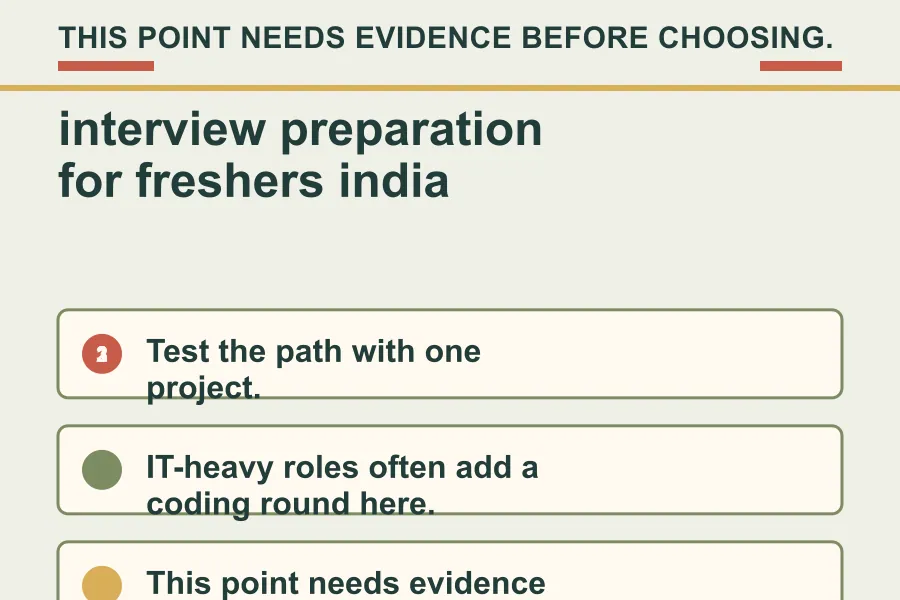 THIS POINT NEEDS EVIDENCE BEFORE CHOOSING.
interview preparation
for freshers india
Test the path with one
project.
IT-heavy roles often add a
coding round here.
This point needs evidence